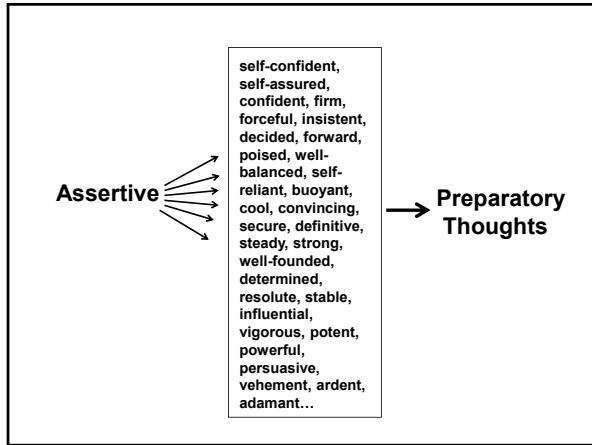 Assertive
self-confident,
self-assured,
confident, firm,
forceful, insistent,
decided, forward,
poised, well-
balanced, self-
reliant, buoyant,
cool, convincing,
secure, definitive,
steady, strong,
well-founded,
determined,
resolute, stable,
influential,
vigorous, potent,
powerful,
persuasive,
vehement, ardent,
adamant…
Preparatory
Thoughts